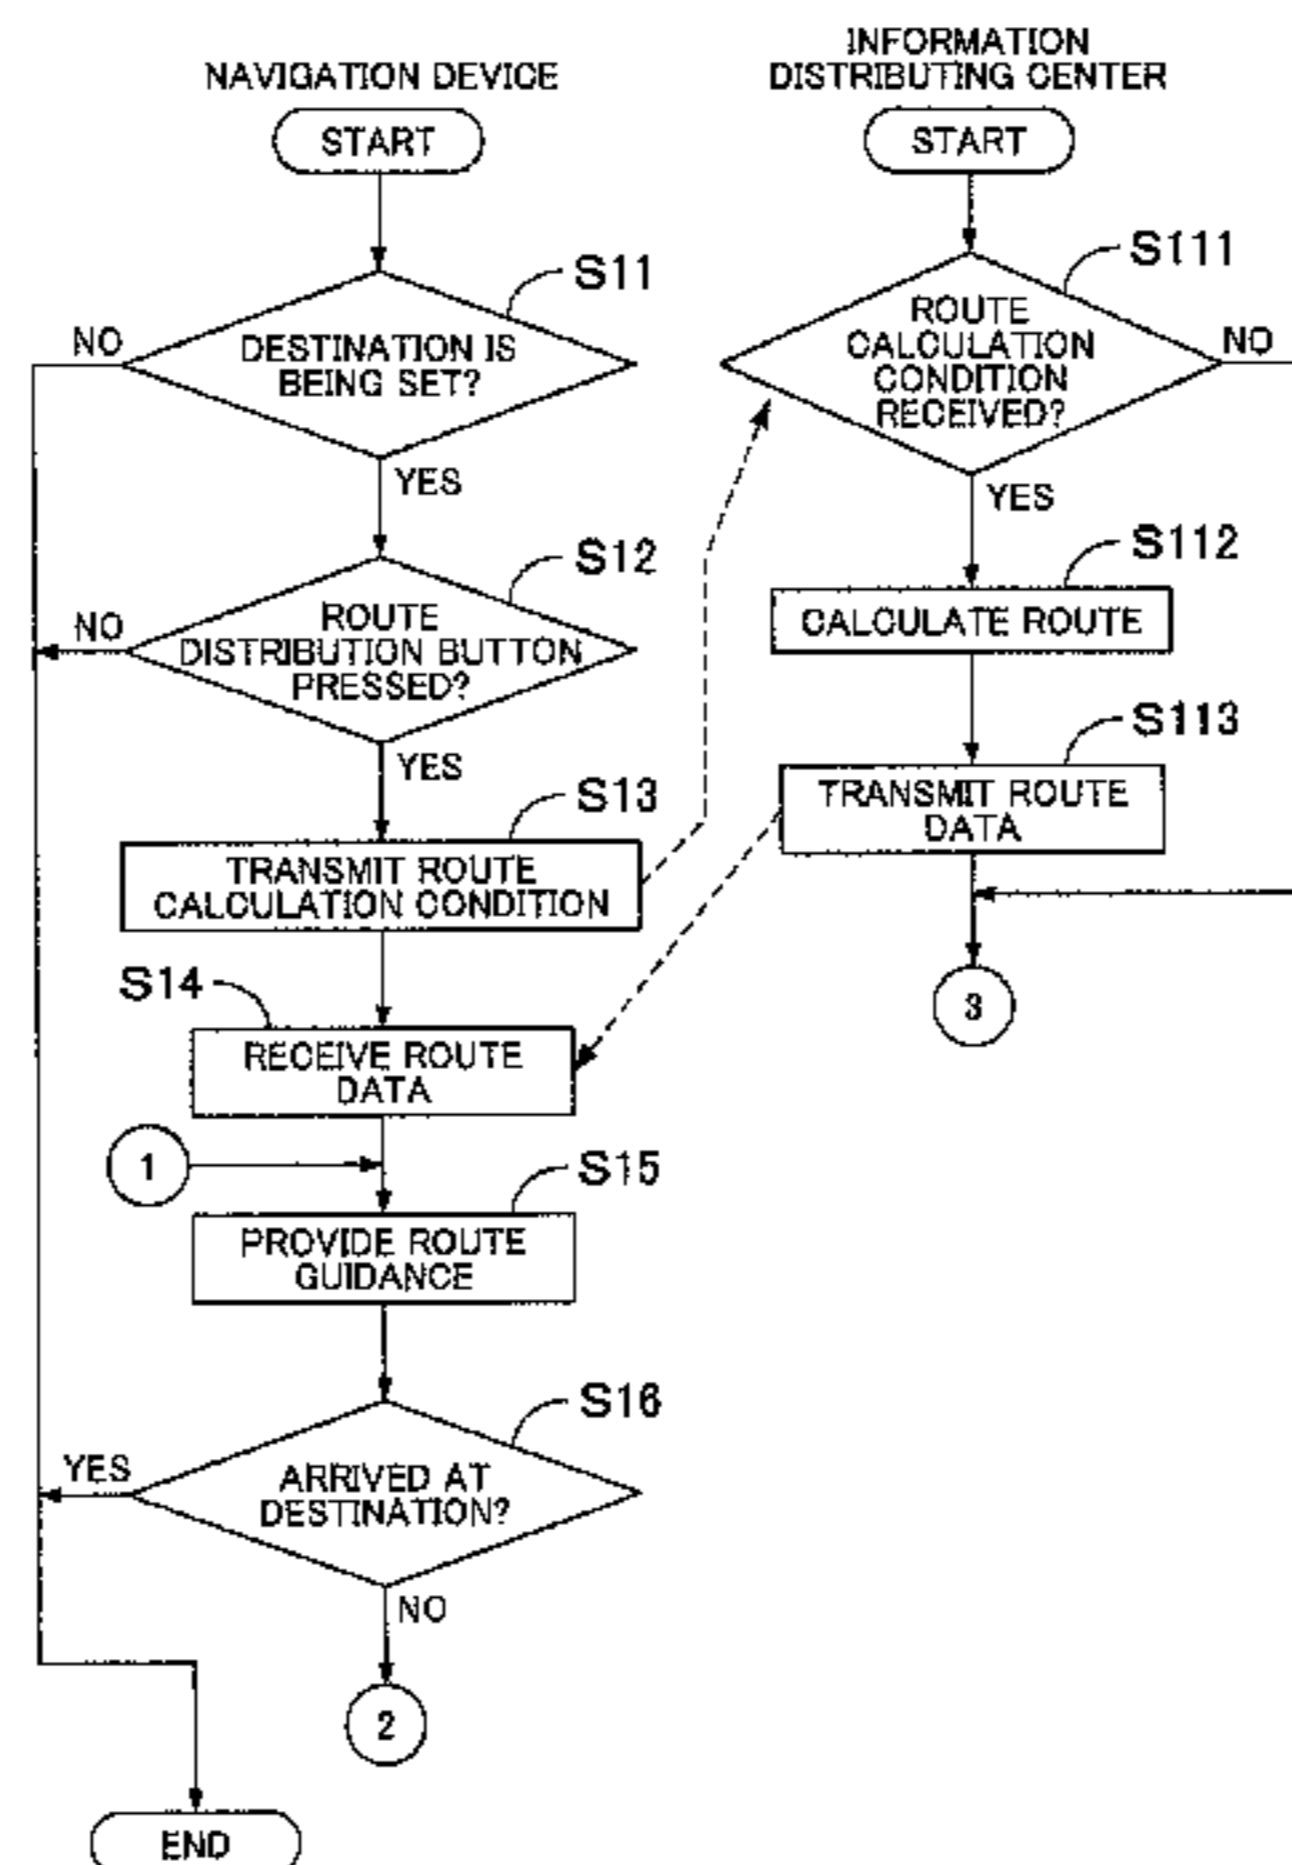 NAVIGATION DEVICE
START
S11
DESTINATION IS
BEING SET?
NO
YES
S12
ROUTE
DISTRIBUTION BUTTON
PRESSED?
NO
YES
S13
TRANSMIT ROUTE
CALCULATION CONDITION
S14
RECEIVE ROUTE
DATA
1
S15
PROVIDE ROUTE
GUIDANCE
S16
ARRIVED AT
DESTINATION?
YES
NO
2
END
INFORMATION
DISTRIBUTING CENTER
START
S111
ROUTE
CALCULATION
CONDITION
RECEIVED?
NO
YES
S112
CALCULATE ROUTE
S113
TRANSMIT ROUTE
DATA
3